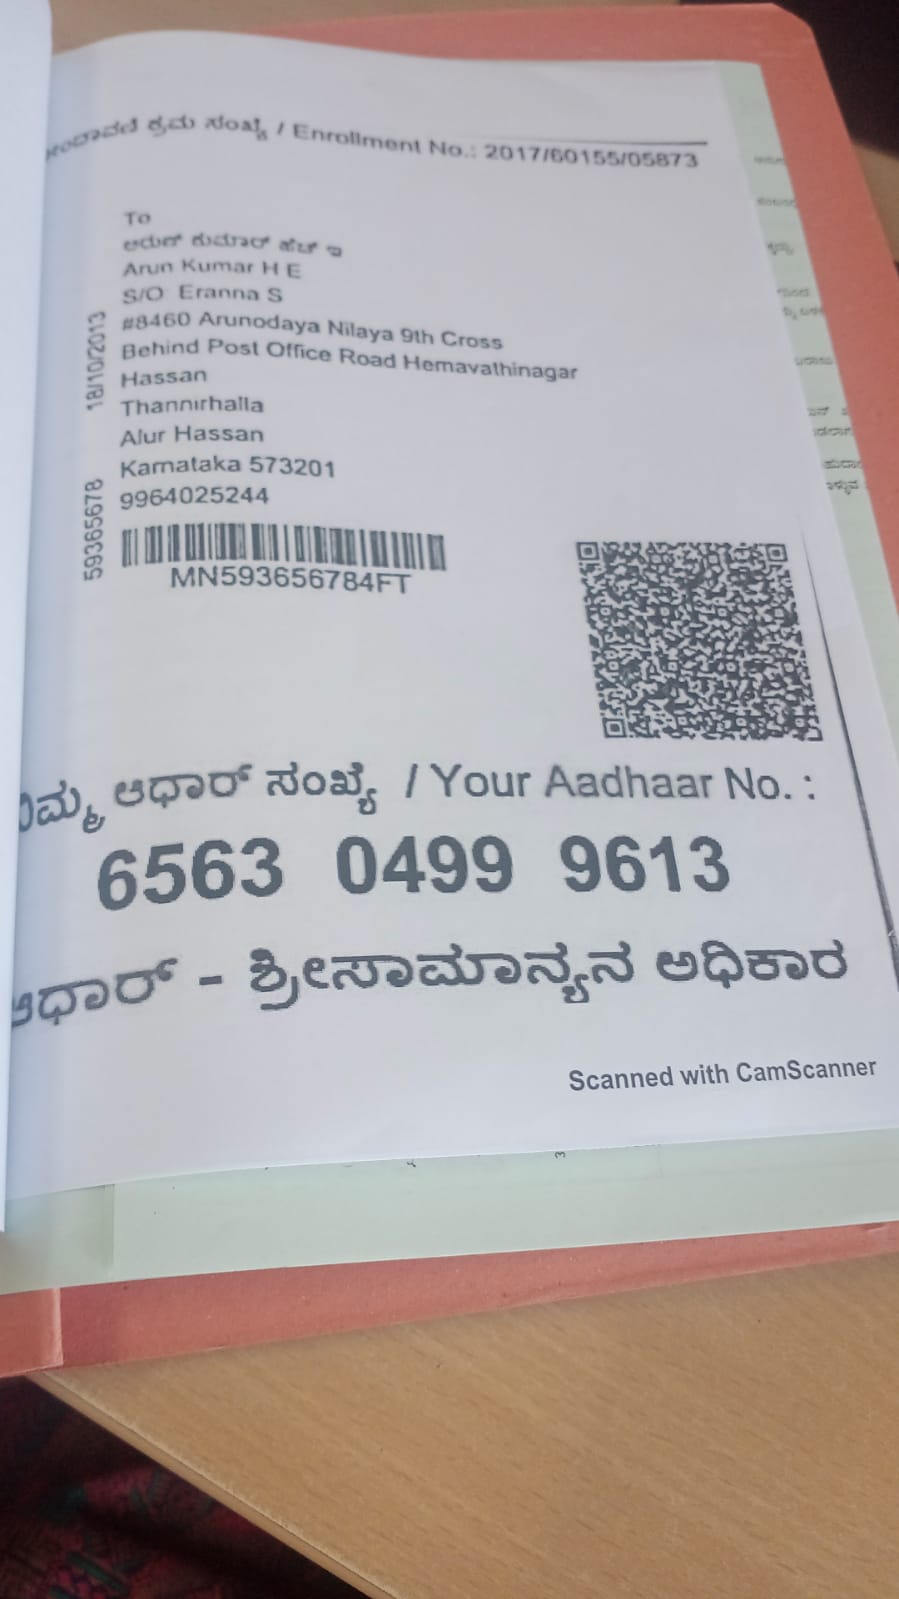 ಕ್ರಮ ಸಂಖ್ಯೆ / Enrollment No.: 2017/60155/05873
To
ಅರುಣ್ ಕುಮಾರ್ ಹೆಚ್ ಇ
Arun Kumar H E
S/O Eranna S
#8460 Arunodaya Nilaya 9th Cross
Behind Post Office Road Hemavathinagar
Hassan
Thannirhalla
Alur Hassan
Karnataka 573201
9964025244
18/10/2013
59365678
MN593656784FT
ನಿಮ್ಮ ಆಧಾರ್ ಸಂಖ್ಯೆ / Your Aadhaar No. :
6563 0499 9613
ಆಧಾರ್ - ಶ್ರೀಸಾಮಾನ್ಯನ ಅಧಿಕಾರ
Scanned with CamScanner